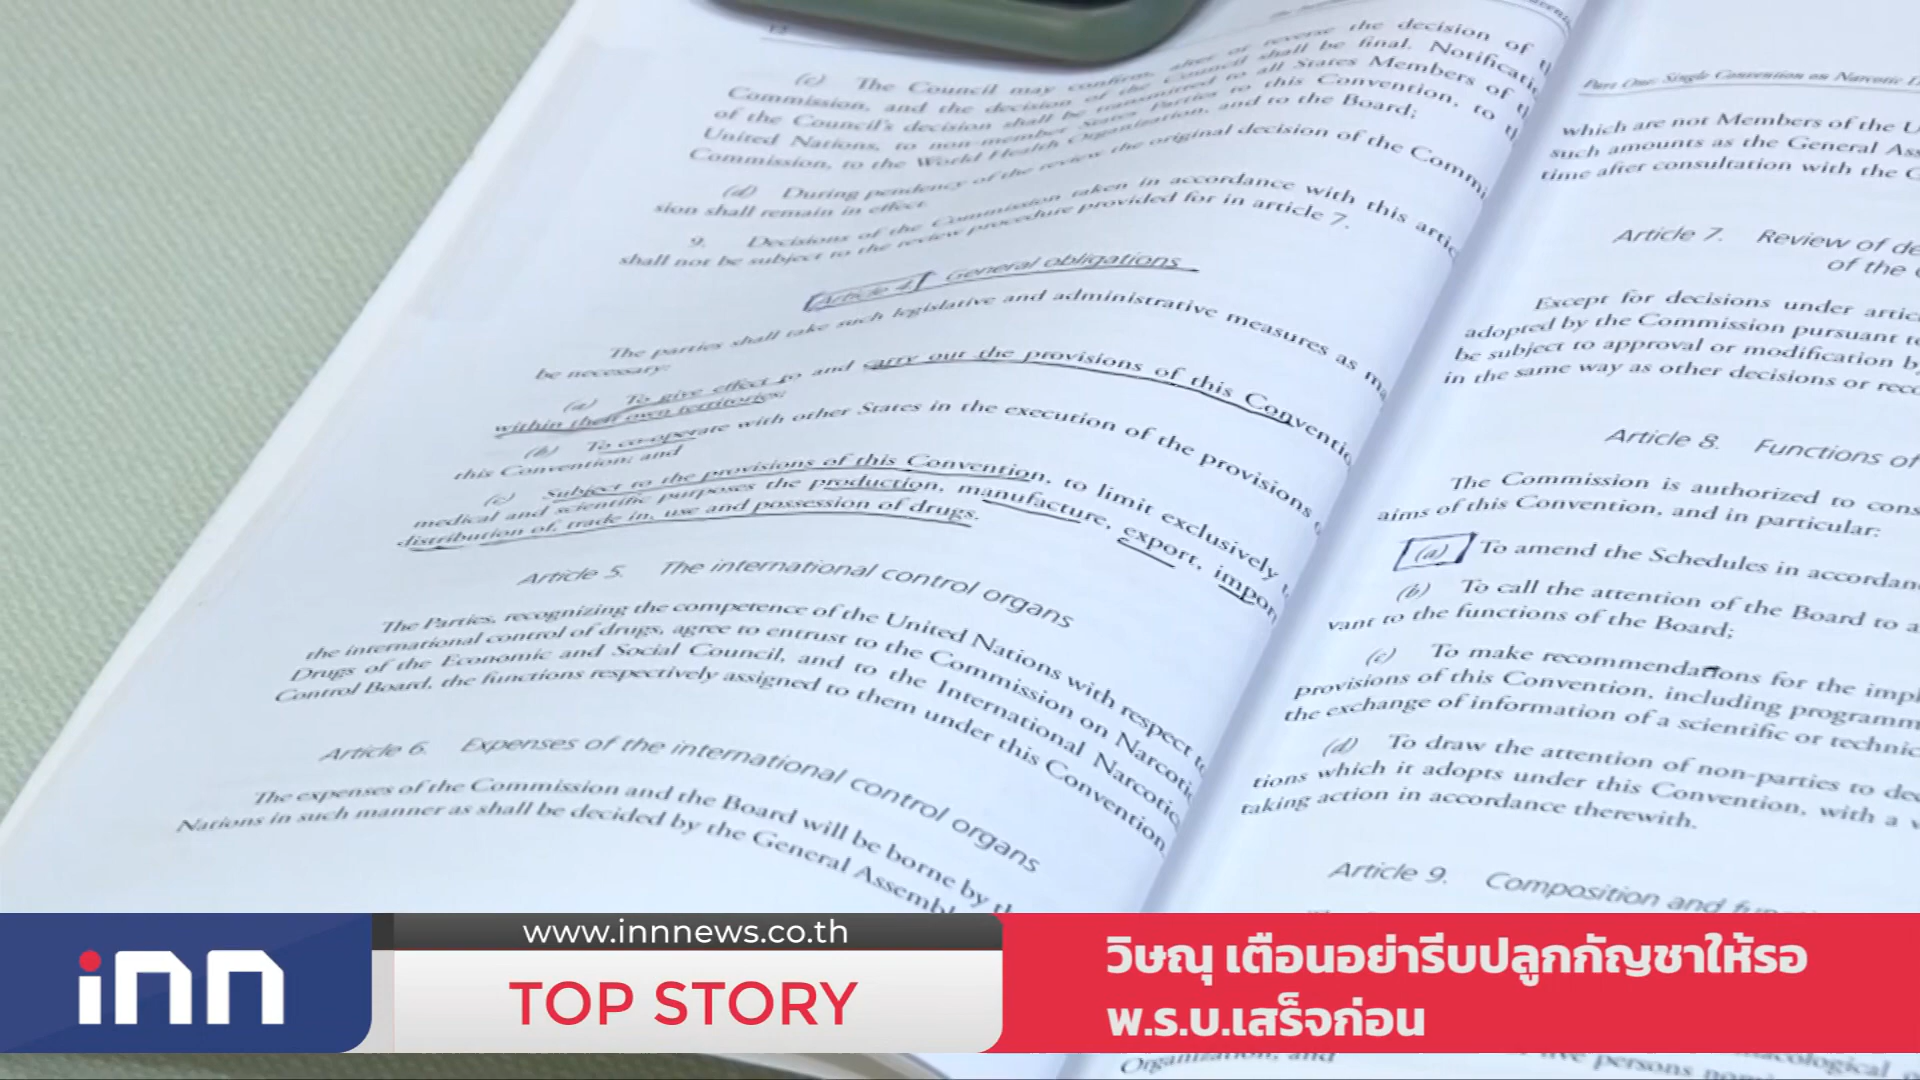 12
(c) The Council may confirm, alter or reverse the decision of
Commission, and the decision of the Council shall be final. Notificatio
of the Council's decision shall be transmitted to all States Members of
United Nations, to non-member States Parties to this Convention, to
Commission, to the World Health Organization, and to the Board;
(d) During pendency of the review the original decision of the Commi
sion shall remain in effect.
9. Decisions of the Commission taken in accordance with this artic
shall not be subject to the review procedure provided for in article 7.
Article 4. General obligations
The parties shall take such legislative and administrative measures as ma
be necessary:
(a) To give effect to and carry out the provisions of this Conventio
within their own territories;
(b) To co-operate with other States in the execution of the provisions o
this Convention; and
(c) Subject to the provisions of this Convention, to limit exclusively t
medical and scientific purposes the production, manufacture, export, impor
distribution of, trade in, use and possession of drugs.
Article 5. The international control organs
The Parties, recognizing the competence of the United Nations with respect t
the international control of drugs, agree to entrust to the Commission on Narcoti
Drugs of the Economic and Social Council, and to the International Narcotic
Control Board, the functions respectively assigned to them under this Convention.
Article 6. Expenses of the international control organs
The expenses of the Commission and the Board will be borne by th
Nations in such manner as shall be decided by the General Assembl
Part One: Single Convention on Narcotic D
which are not Members of the U
such amounts as the General Ass
time after consultation with the G
Article 7. Review of de
of the C
Except for decisions under artic
adopted by the Commission pursuant to
be subject to approval or modification b
in the same way as other decisions or reco
Article 8. Functions of
The Commission is authorized to cons
aims of this Convention, and in particular:
(a) To amend the Schedules in accordan
(b) To call the attention of the Board to a
vant to the functions of the Board;
(c) To make recommendations for the impl
provisions of this Convention, including programm
the exchange of information of a scientific or technic
(d) To draw the attention of non-parties to dec
tions which it adopts under this Convention, with a v
taking action in accordance therewith.
Article 9. Composition and func
Organization, and
five persons nom
inn
www.innnews.co.th
TOP STORY
วิษณุ เตือนอย่ารีบปลูกกัญชาให้รอ
พ.ร.บ.เสร็จก่อน